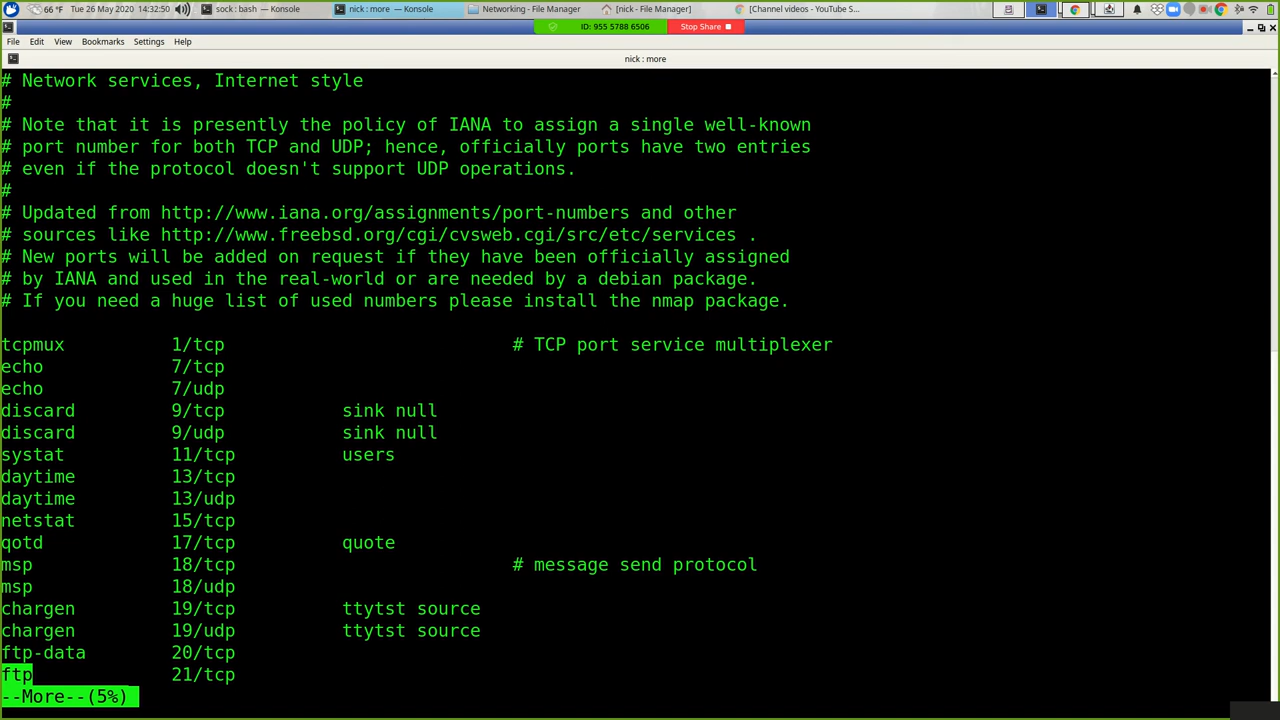 66 °F Tue 26 May 2020 14:32:50 sock : bash — Konsole nick : more — Konsole Networking - File Manager [nick - File Manager] [Channel videos - YouTube S...
ID: 955 5788 6506 Stop Share
File Edit View Bookmarks Settings Help
nick : more
# Network services, Internet style
#
# Note that it is presently the policy of IANA to assign a single well-known
# port number for both TCP and UDP; hence, officially ports have two entries
# even if the protocol doesn't support UDP operations.
#
# Updated from http://www.iana.org/assignments/port-numbers and other
# sources like http://www.freebsd.org/cgi/cvsweb.cgi/src/etc/services .
# New ports will be added on request if they have been officially assigned
# by IANA and used in the real-world or are needed by a debian package.
# If you need a huge list of used numbers please install the nmap package.
tcpmux 1/tcp # TCP port service multiplexer
echo 7/tcp
echo 7/udp
discard 9/tcp sink null
discard 9/udp sink null
systat 11/tcp users
daytime 13/tcp
daytime 13/udp
netstat 15/tcp
qotd 17/tcp quote
msp 18/tcp # message send protocol
msp 18/udp
chargen 19/tcp ttytst source
chargen 19/udp ttytst source
ftp-data 20/tcp
ftp 21/tcp
--More--(5%)